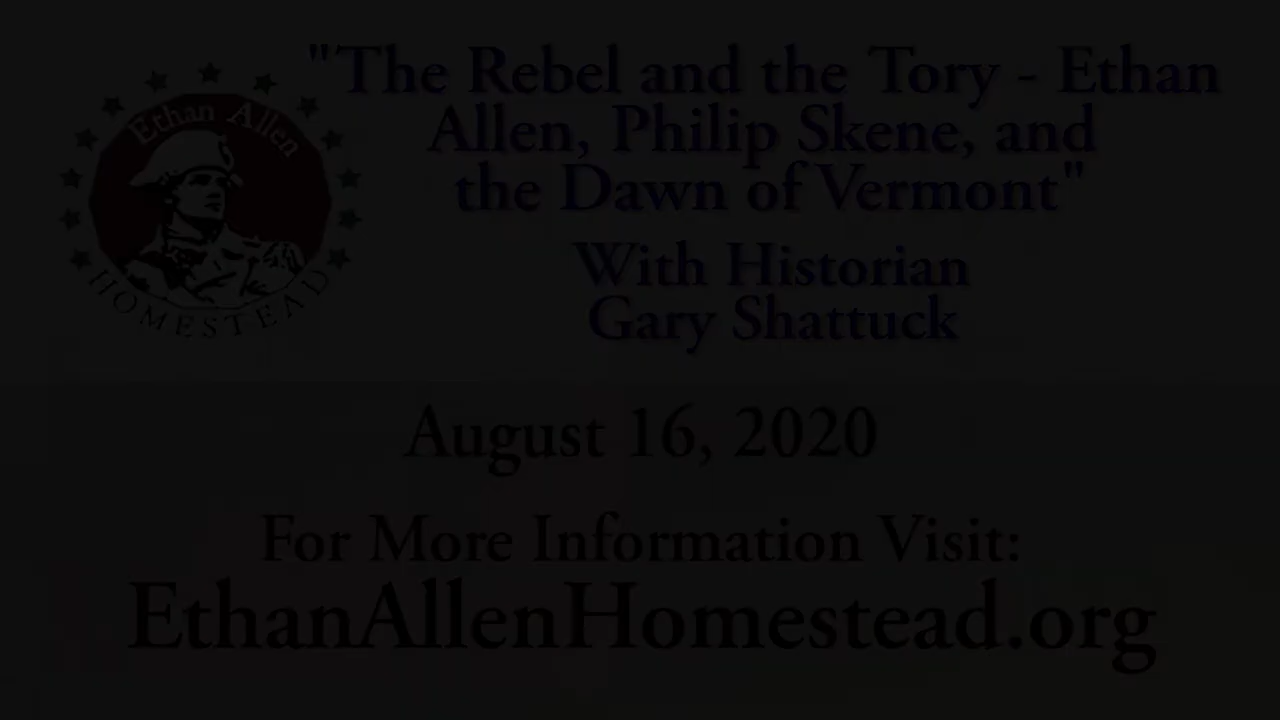 Ethan Allen
HOMESTEAD
"The Rebel and the Tory - Ethan
Allen, Philip Skene, and
the Dawn of Vermont"
With Historian
Gary Shattuck
August 16, 2020
For More Information Visit:
EthanAllenHomestead.org